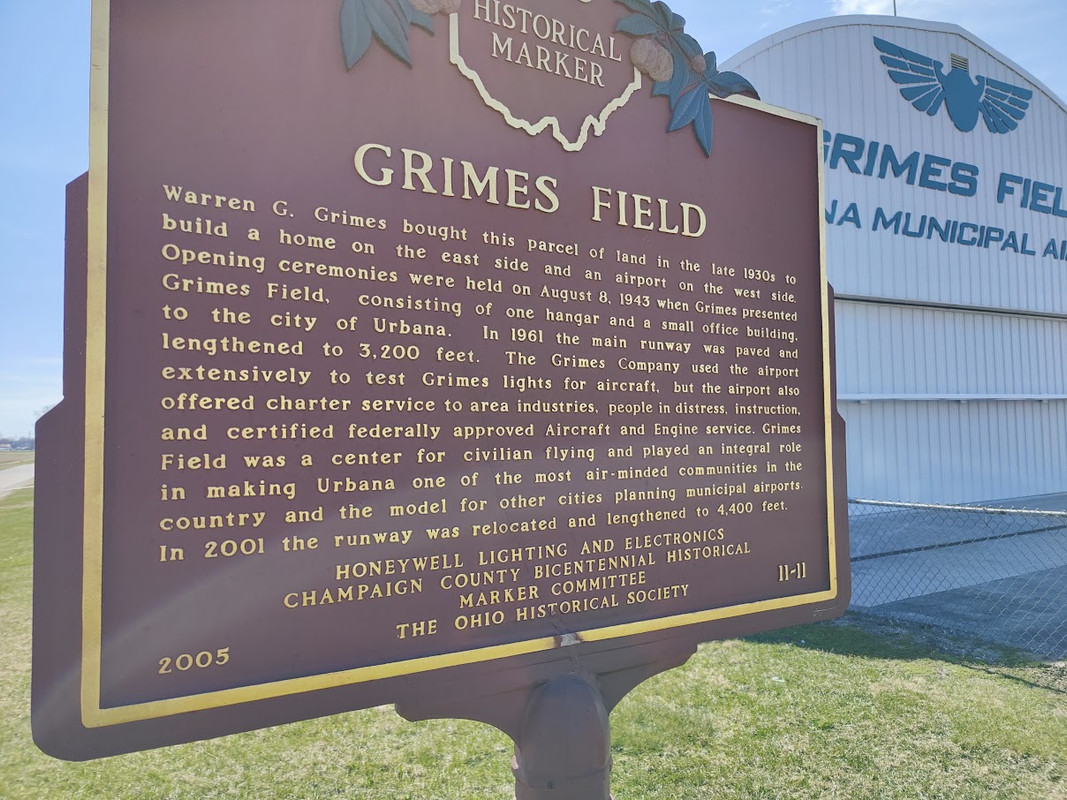 HISTORICAL
MARKER
GRIMES FIELD
Warren G. Grimes bought this parcel of land in the late 1930s to
build a home on the east side and an airport on the west side.
Opening ceremonies were held on August 8, 1943 when Grimes presented
Grimes Field, consisting of one hangar and a small office building,
to the city of Urbana. In 1961 the main runway was paved and
lengthened to 3,200 feet. The Grimes Company used the airport
extensively to test Grimes lights for aircraft, but the airport also
offered charter service to area industries, people in distress, instruction,
and certified federally approved Aircraft and Engine service. Grimes
Field was a center for civilian flying and played an integral role
in making Urbana one of the most air-minded communities in the
country and the model for other cities planning municipal airports.
In 2001 the runway was relocated and lengthened to 4,400 feet.
HONEYWELL LIGHTING AND ELECTRONICS
CHAMPAIGN COUNTY BICENTENNIAL HISTORICAL
MARKER COMMITTEE
THE OHIO HISTORICAL SOCIETY
11-11
2005
GRIMES FIEL
NA MUNICIPAL AI